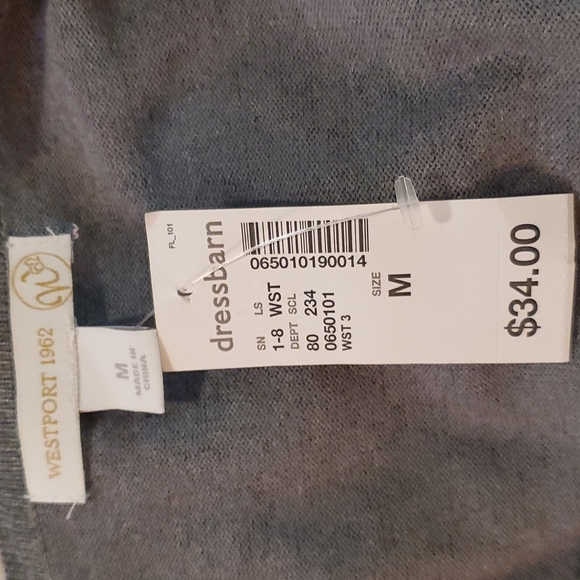 W 62
WESTPORT 1962
M
MADE IN
CHINA
FL_101
dressbarn
065010190014
SN LS
1-8 WST
DEPT SCL
80 234
0650101
WST 3
SIZE
M
$34.00